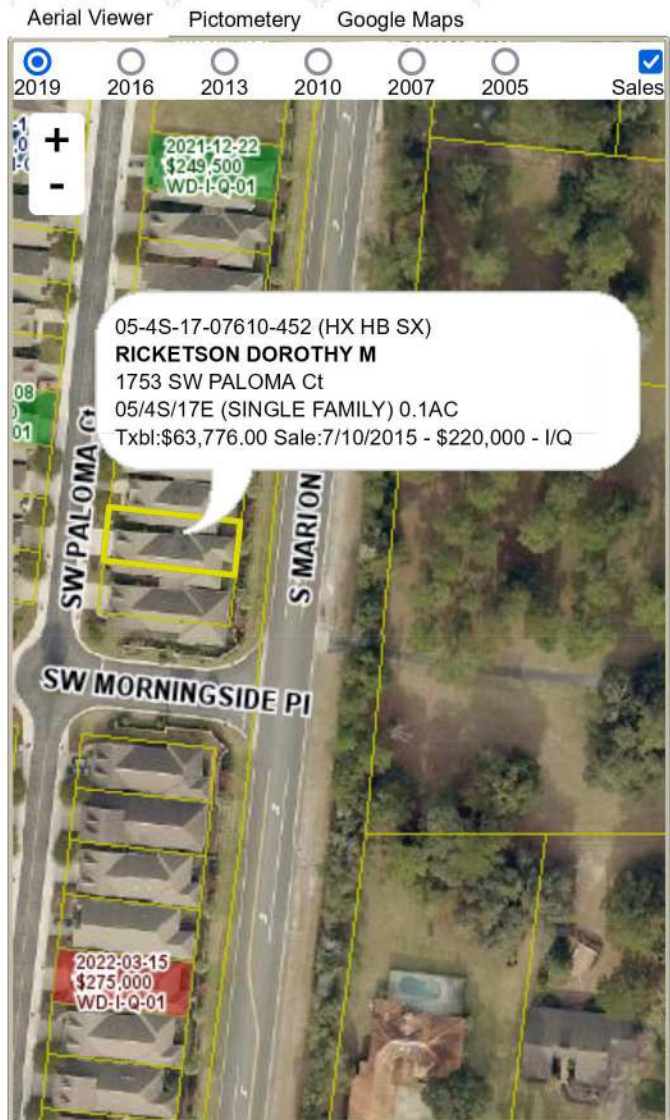 Aerial Viewer Pictometery Google Maps
2019 2016 2013 2010 2007 2005 Sales
+
-
2021-12-22
$249,500
WD-I-Q-01
05-4S-17-07610-452 (HX HB SX)
RICKETSON DOROTHY M
1753 SW PALOMA Ct
05/4S/17E (SINGLE FAMILY) 0.1AC
Txbl:$63,776.00 Sale:7/10/2015 - $220,000 - I/Q
08
01
SW PALOMA Ct
S MARION
SW MORNINGSIDE Pl
2022-03-15
$275,000
WD-I-Q-01